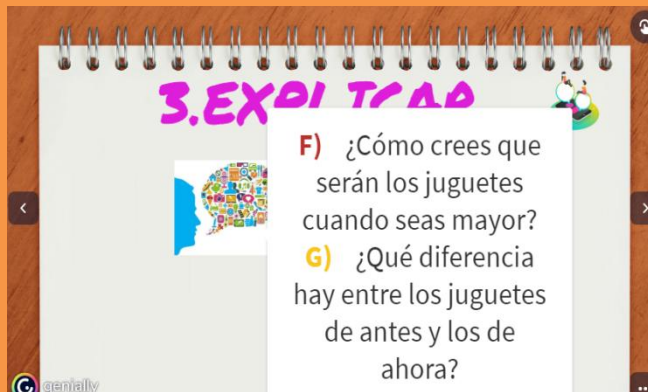 3.EXPLICAR
F) ¿Cómo crees que
serán los juguetes
cuando seas mayor?
G) ¿Qué diferencia
hay entre los juguetes
de antes y los de
ahora?
genially